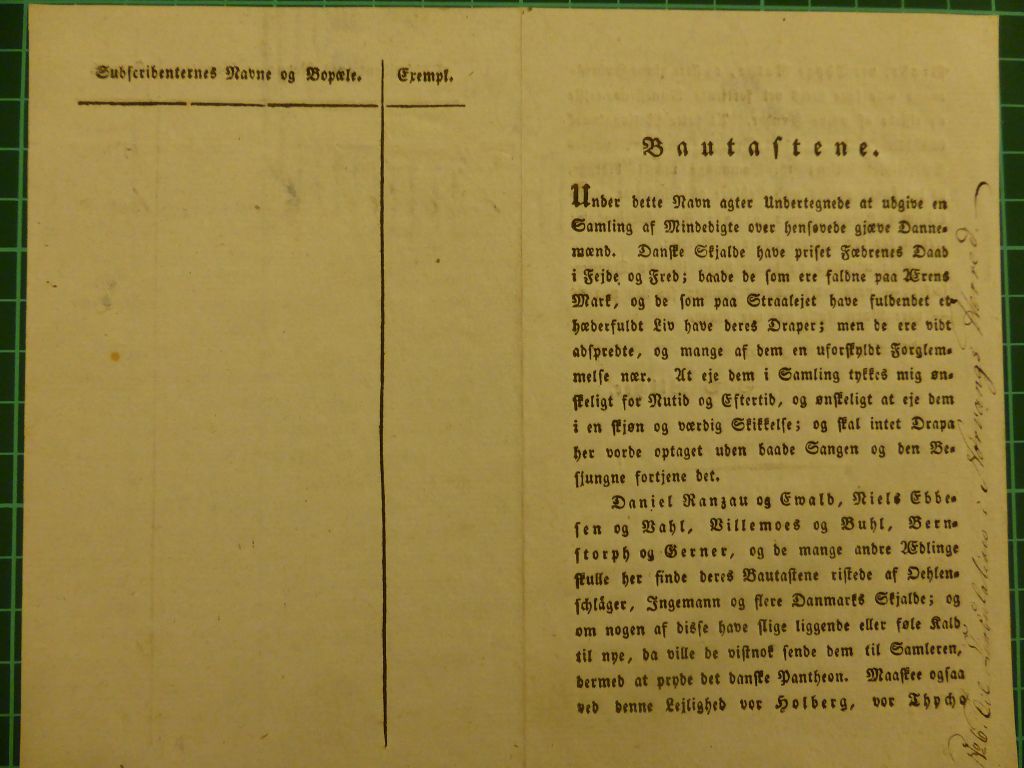 Subscribenternes Navne og Bopæle.
Exempl.
Bautastene.
Under dette Navn agter Undertegnede at udgive en
Samling af Mindedigte over hensovede gjæve Danne-
mænd. Danske Skjalde have priset Fædrenes Daad
i Fejde og Fred; baade de som ere faldne paa Ærens
Mark, og de som paa Straalejet have fuldendet et
hæderfuldt Liv have deres Draper; men de ere vidt
adspredte, og mange af dem en uforskyldt Forglem-
melse nær. At eje dem i Samling tykkes mig øn-
skeligt for Nutid og Eftertid, og ønskeligt at eje dem
i en skjøn og værdig Skikkelse; og skal intet Drapa
her vorde optaget uden baade Sangen og den Be-
sjungne fortjene det.
Daniel Ranzau og Ewald, Niels Ebbe-
sen og Vahl, Villemoes og Buhl, Bern-
storph og Gerner, og de mange andre Ædlinge
skulle her finde deres Bautastene ristede af Oehlen-
schläger, Ingemann og flere Danmarks Skjalde; og
om nogen af disse have slige liggende eller føle Kald
til nye, da ville de vistnok sende dem til Samleren,
dermed at pryde det danske Pantheon. Maaskee ogsaa
ved denne Lejlighed vor Holberg, vor Thycho